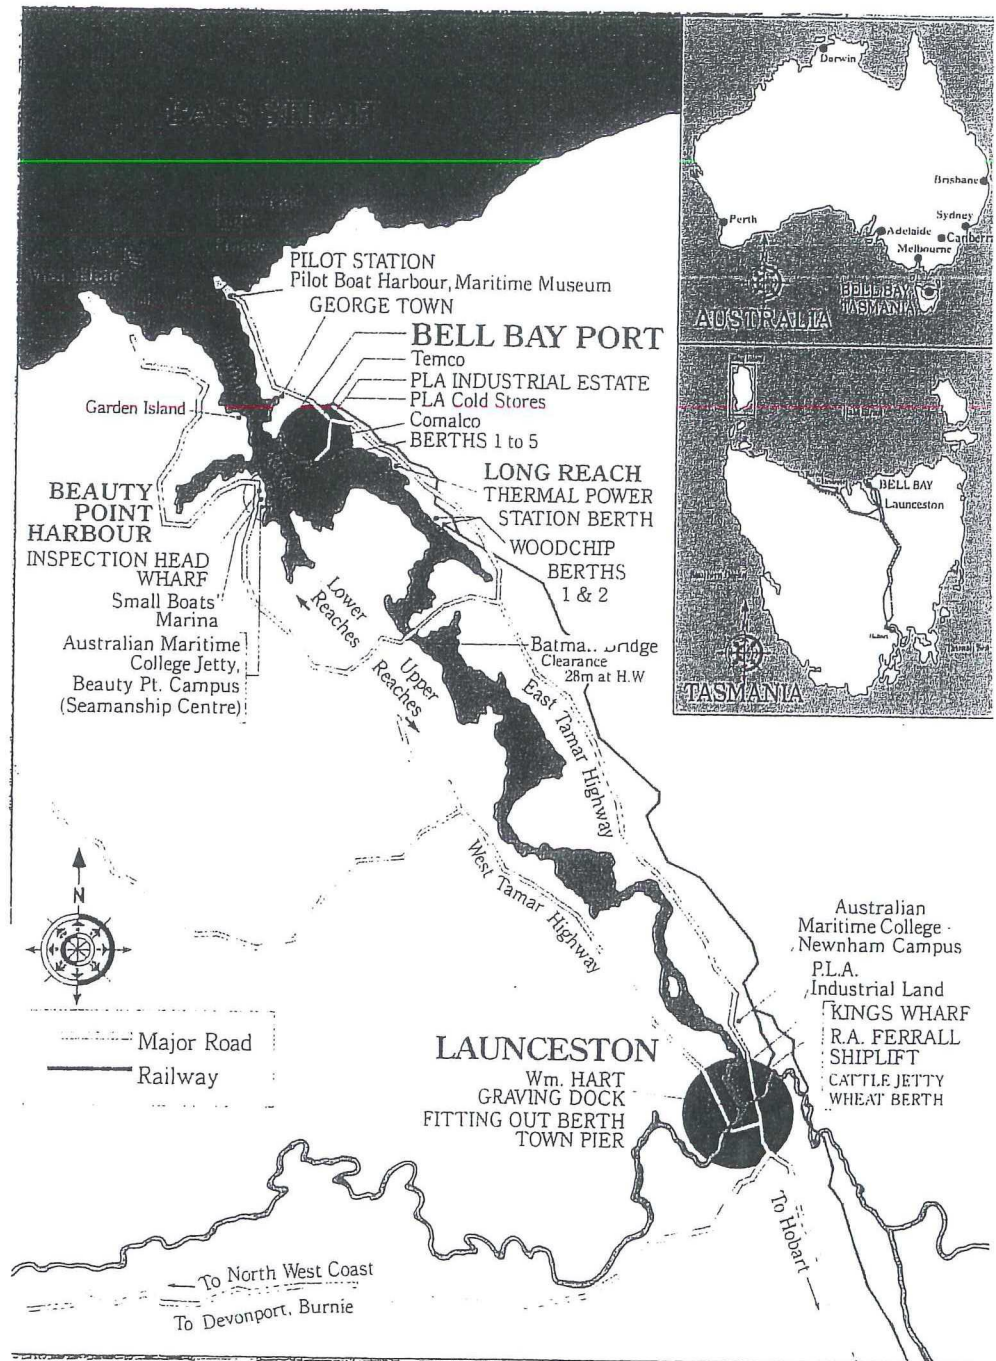 BASS STRAIT
PILOT STATION
Pilot Boat Harbour, Maritime Museum
GEORGE TOWN
BELL BAY PORT
Temco
PLA INDUSTRIAL ESTATE
PLA Cold Stores
Comalco
BERTHS 1 to 5
Garden Island
LONG REACH
THERMAL POWER
STATION BERTH
WOODCHIP
BERTHS
1 & 2
BEAUTY
POINT
HARBOUR
INSPECTION HEAD
WHARF
Small Boats
Marina
Australian Maritime
College Jetty,
Beauty Pt. Campus
(Seamanship Centre)
Lower
Reaches
Upper
Reaches
Clearance
28m at H.W
East Tamar Highway
West Tamar Highway
N
Major Road
Railway
Australian
Maritime College -
Newnham Campus
P.L.A.
Industrial Land
KINGS WHARF
R.A. FERRALL
SHIPLIFT
CATTLE JETTY
WHEAT BERTH
LAUNCESTON
Wm. HART
GRAVING DOCK
FITTING OUT BERTH
TOWN PIER
To Hobart
To North West Coast
To Devonport, Burnie
Darwin
Brisbane
Perth
Sydney
Adelaide
Canberra
Melbourne
BELL BAY
TASMANIA
AUSTRALIA
BELL BAY
Launceston
Hobart
TASMANIA